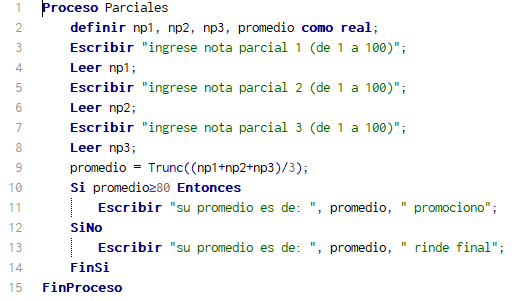 1 Proceso Parciales
2 definir np1, np2, np3, promedio como real;
3 Escribir "ingrese nota parcial 1 (de 1 a 100)";
4 Leer np1;
5 Escribir "ingrese nota parcial 2 (de 1 a 100)";
6 Leer np2;
7 Escribir "ingrese nota parcial 3 (de 1 a 100)";
8 Leer np3;
9 promedio = Trunc((np1+np2+np3)/3);
10 Si promedio≥80 Entonces
11 Escribir "su promedio es de: ", promedio, " promociono";
12 SiNo
13 Escribir "su promedio es de: ", promedio, " rinde final";
14 FinSi
15 FinProceso